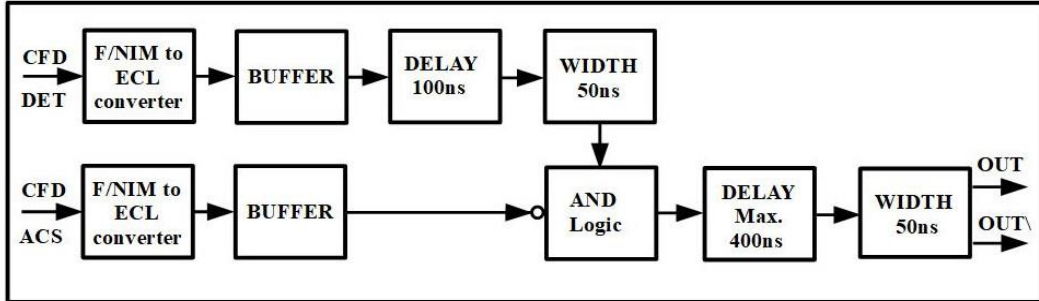 CFD
DET
F/NIM to
ECL
converter
BUFFER
DELAY
100ns
WIDTH
50ns
CFD
ACS
F/NIM to
ECL
converter
BUFFER
AND
Logic
DELAY
Max.
400ns
WIDTH
50ns
OUT
OUT\